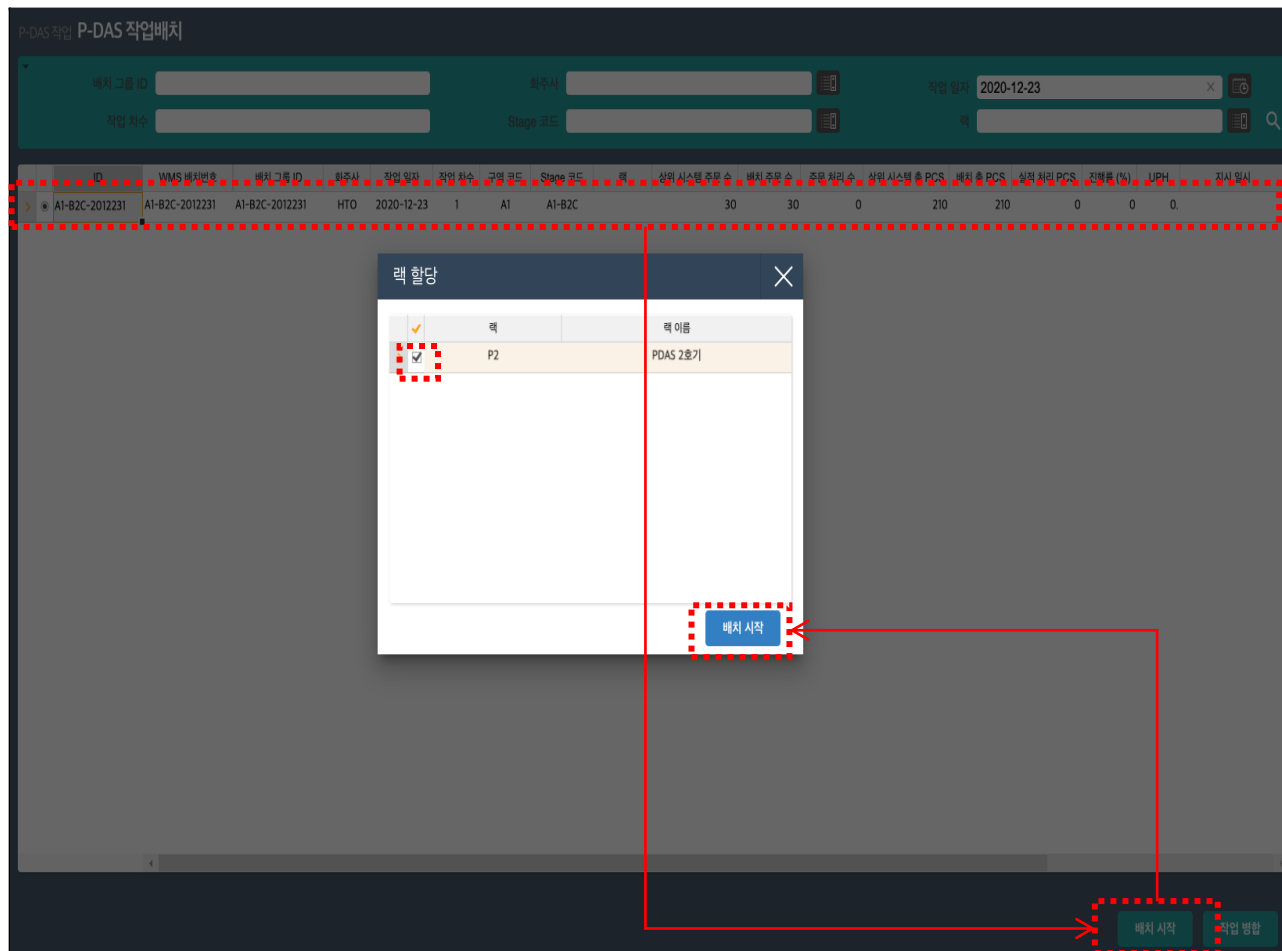 P-DAS 작업 P-DAS 작업배치
배치 그룹 ID 화주사 작업 일자 2020-12-23
작업 차수 Stage 코드 랙
ID WMS 배치번호 배치 그룹 ID 화주사 작업 일자 작업 차수 구역 코드 Stage 코드 랙 상위 시스템 주문 수 배치 주문 수 주문 처리 수 상위 시스템 총 PCS 배치 총 PCS 실적 처리 PCS 진행률 (%) UPH 지시 일시
A1-B2C-2012231 A1-B2C-2012231 A1-B2C-2012231 HTO 2020-12-23 1 A1 A1-B2C 30 30 0 210 210 0 0 0.
랙 할당
랙 랙 이름
P2 PDAS 2호기
배치 시작
배치 시작 작업 병합